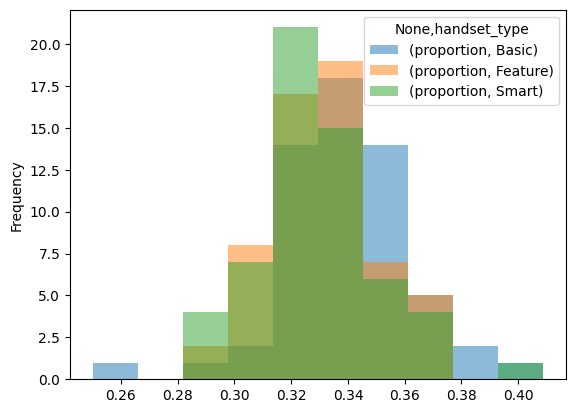 None,handset_type
(proportion, Basic)
(proportion, Feature)
(proportion, Smart)
Frequency
20.0
17.5
15.0
12.5
10.0
7.5
5.0
2.5
0.0
0.26 0.28 0.30 0.32 0.34 0.36 0.38 0.40